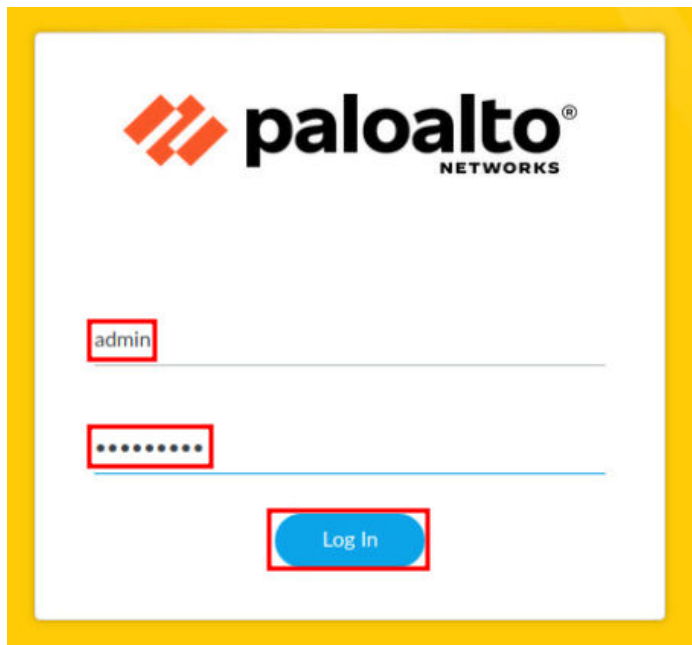 paloalto®
NETWORKS
admin
•••••••••
Log In